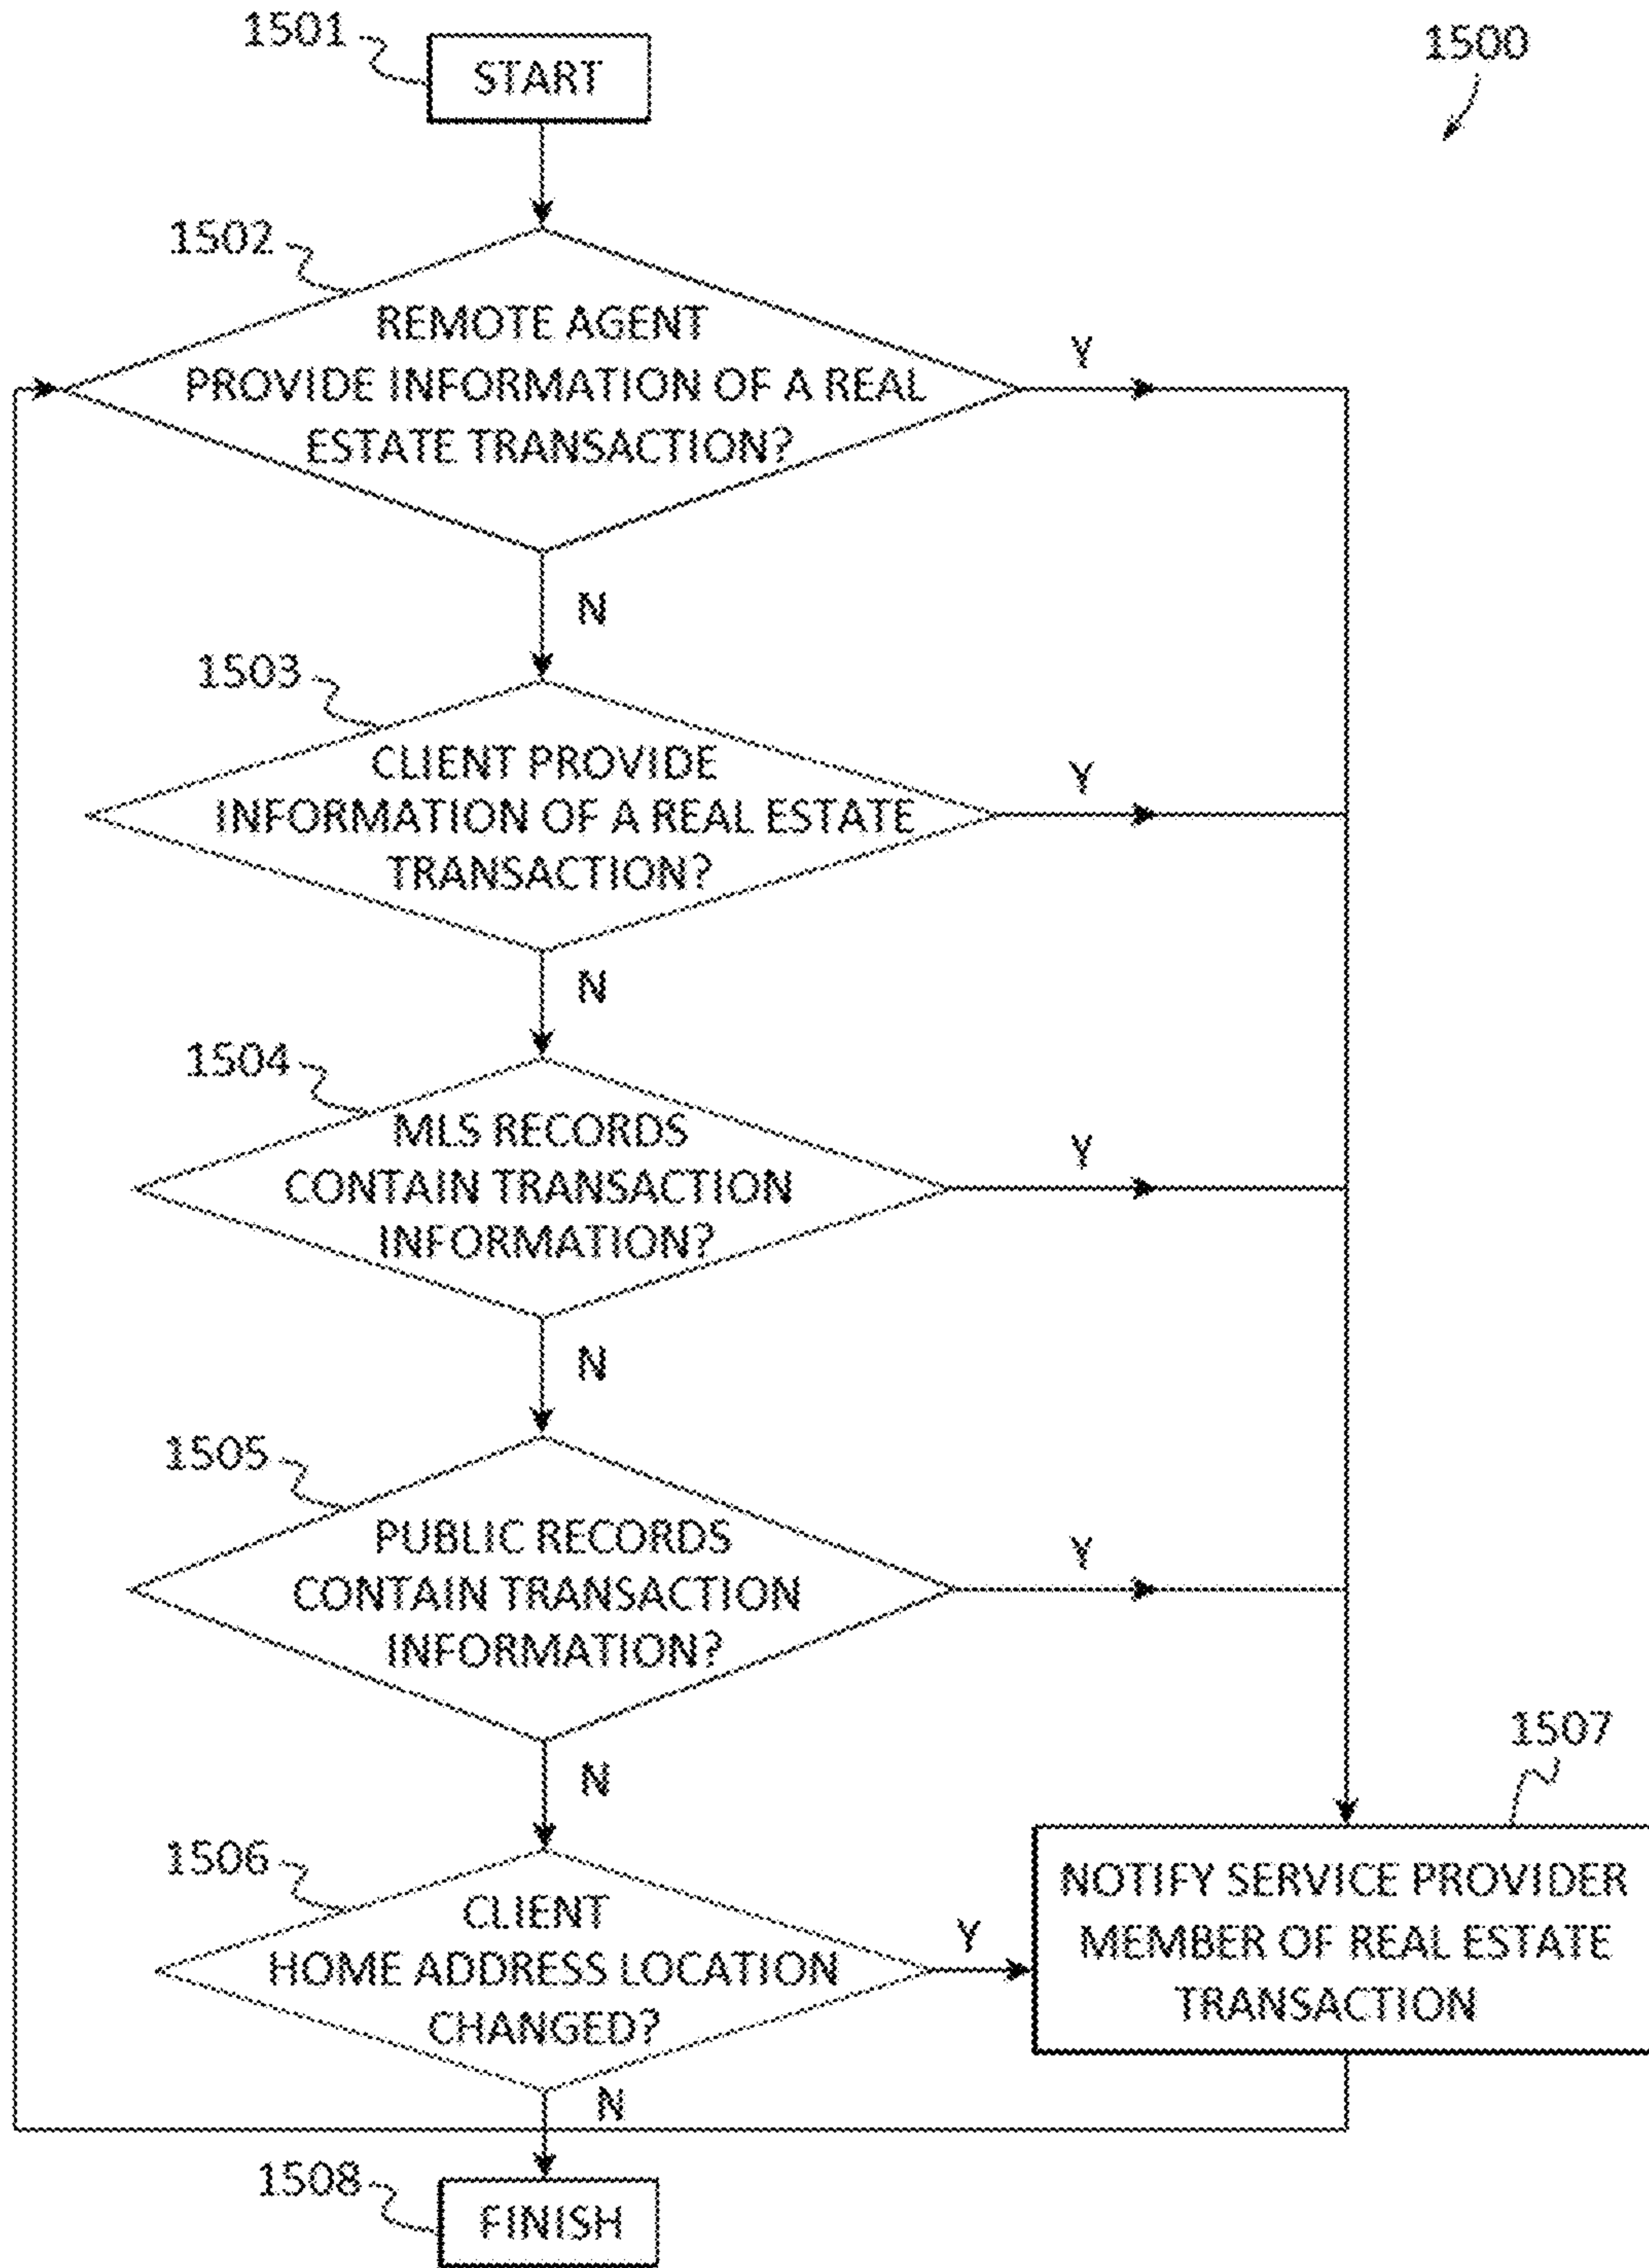 1501
START
1500
1502
REMOTE AGENT
PROVIDE INFORMATION OF A REAL
ESTATE TRANSACTION?
Y
N
1503
CLIENT PROVIDE
INFORMATION OF A REAL ESTATE
TRANSACTION?
Y
N
1504
MLS RECORDS
CONTAIN TRANSACTION
INFORMATION?
Y
N
1505
PUBLIC RECORDS
CONTAIN TRANSACTION
INFORMATION?
Y
N
1506
CLIENT
HOME ADDRESS LOCATION
CHANGED?
Y
N
1507
NOTIFY SERVICE PROVIDER
MEMBER OF REAL ESTATE
TRANSACTION
1508
FINISH